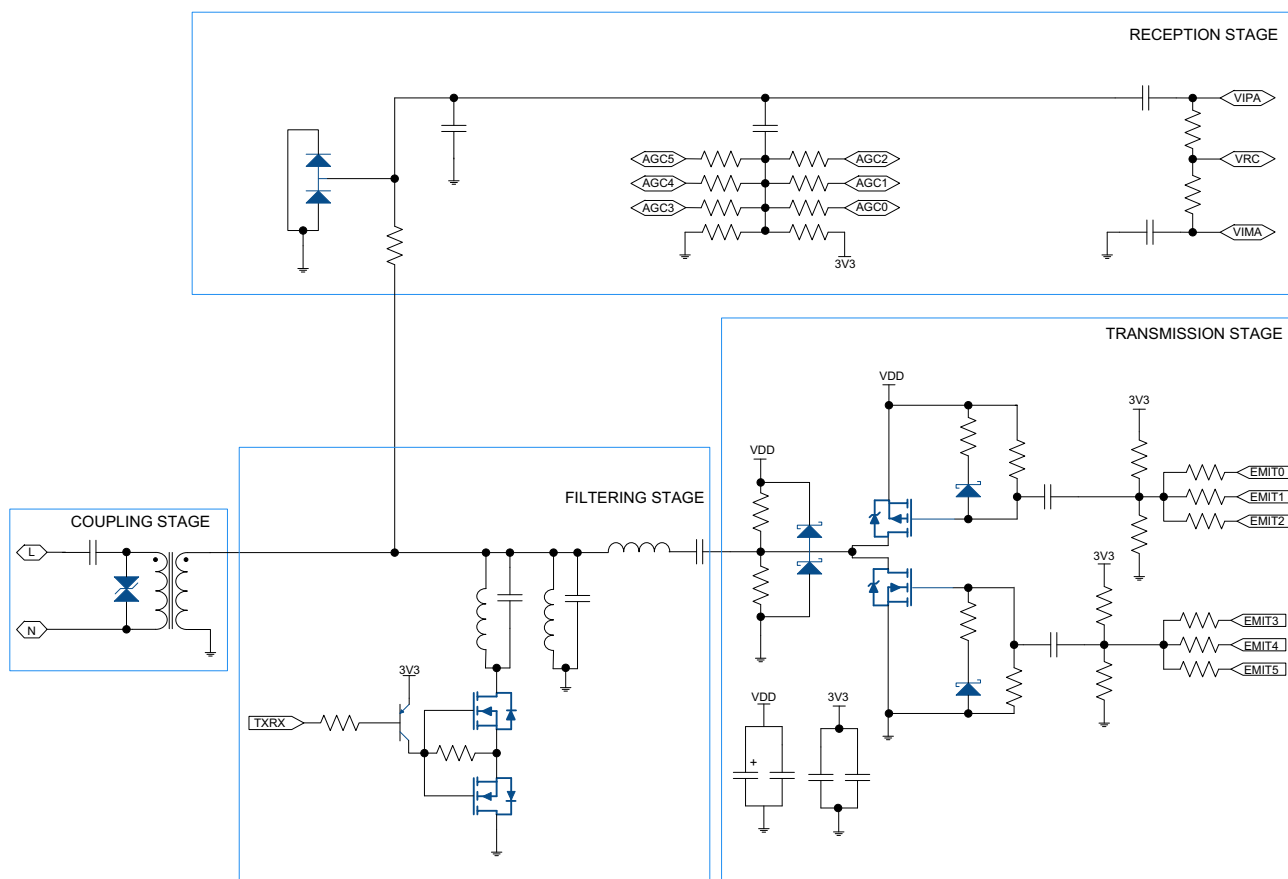 RECEPTION STAGE
VIPA
AGC5
AGC2
VRC
AGC4
AGC1
AGC3
AGC0
VIMA
3V3
TRANSMISSION STAGE
VDD
3V3
VDD
EMIT0
FILTERING STAGE
EMIT1
COUPLING STAGE
EMIT2
L
3V3
EMIT3
N
EMIT4
3V3
EMIT5
VDD
3V3
TXRX
+